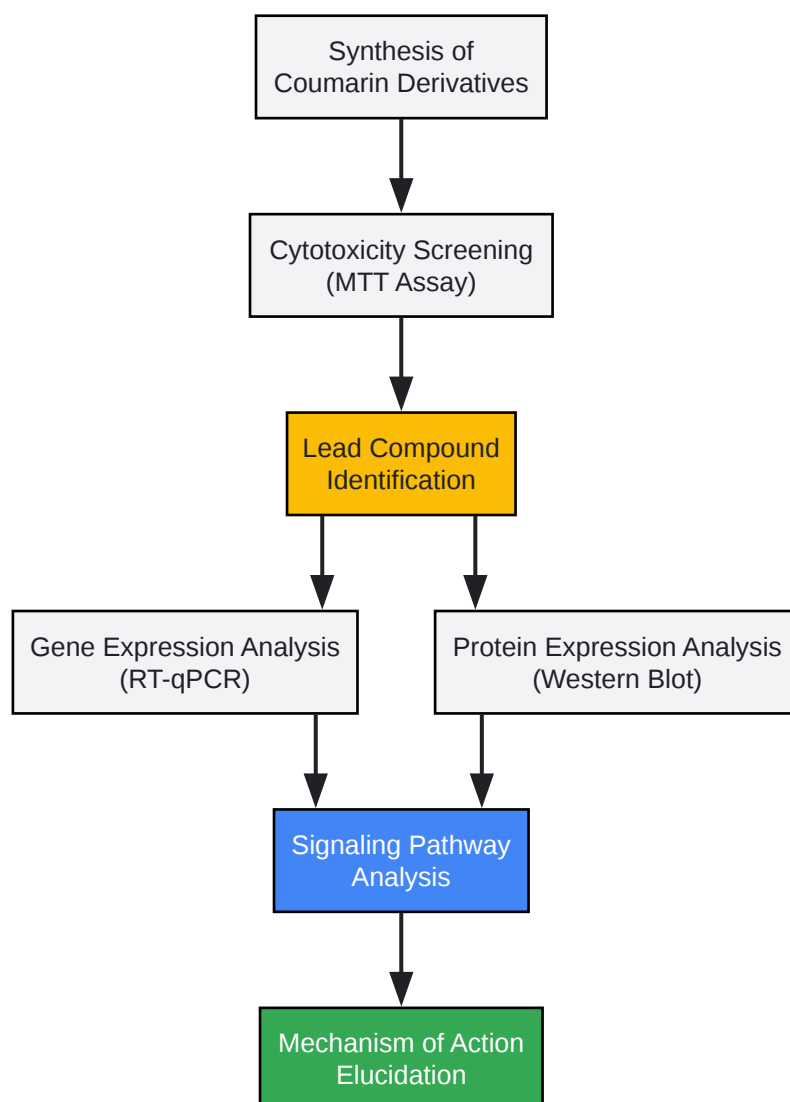 Synthesis of
Coumarin Derivatives
Cytotoxicity Screening
(MTT Assay)
Lead Compound
Identification
Gene Expression Analysis
(RT-qPCR)
Protein Expression Analysis
(Western Blot)
Signaling Pathway
Analysis
Mechanism of Action
Elucidation